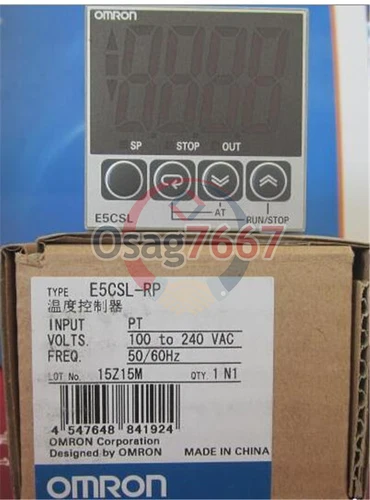 OMRON
SP STOP OUT
AT
E5CSL RUN/STOP
Osag7667
TYPE E5CSL-RP
温度控制器
INPUT PT
VOLTS. 100 to 240 VAC
FREQ. 50/60Hz
LOT No. 15Z15M QTY. 1 N1
4 547648 841924
OMRON Corporation
Designed by OMRON MADE IN CHINA
OMRON